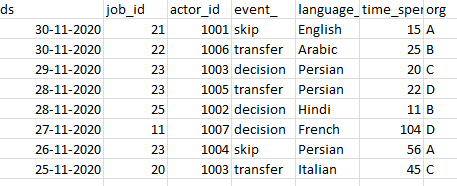 ds job_id actor_id event_ language_ time_spe org
30-11-2020 21 1001 skip English 15 A
30-11-2020 22 1006 transfer Arabic 25 B
29-11-2020 23 1003 decision Persian 20 C
28-11-2020 23 1005 transfer Persian 22 D
28-11-2020 25 1002 decision Hindi 11 B
27-11-2020 11 1007 decision French 104 D
26-11-2020 23 1004 skip Persian 56 A
25-11-2020 20 1003 transfer Italian 45 C